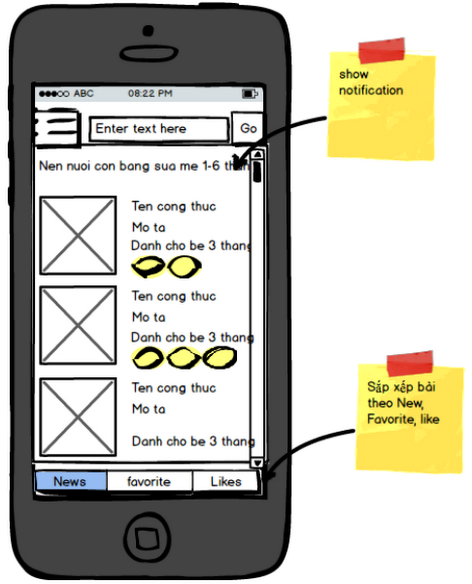 ABC 08:22 PM
Enter text here Go
Nen nuoi con bang sua me 1-6 than
Ten cong thuc
Mo ta
Danh cho be 3 thang
Ten cong thuc
Mo ta
Danh cho be 3 thang
Ten cong thuc
Mo ta
Danh cho be 3 thang
News favorite Likes
show
notification
Sắp xếp bài
theo New,
Favorite, like